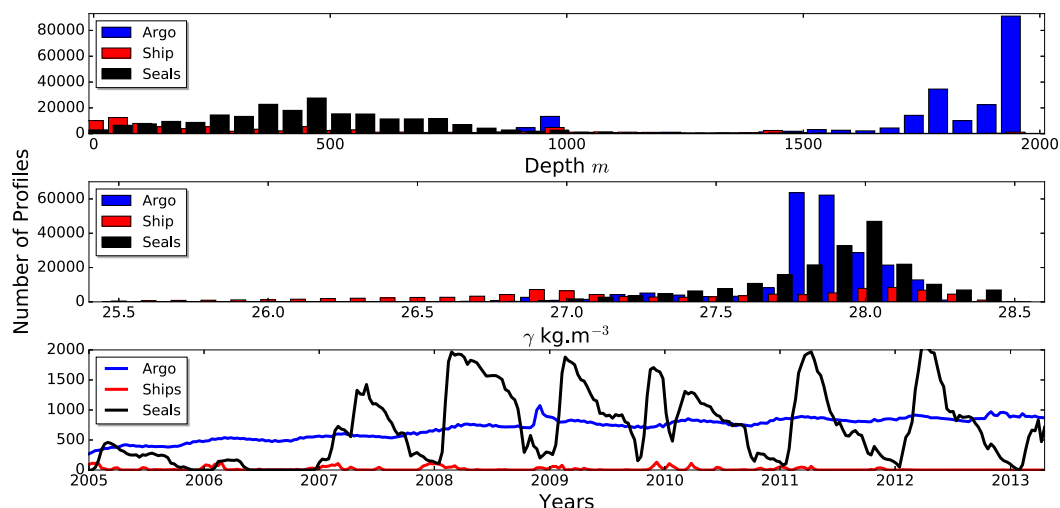 Number of Profiles
80000
60000
40000
20000
0
Argo
Ship
Seals
0 500 1000 1500 2000
Depth m
60000
40000
20000
0
Argo
Ship
Seals
25.5 26.0 26.5 27.0 27.5 28.0 28.5
γ kg.m⁻³
2000
1500
1000
500
0
Argo
Ships
Seals
2005 2006 2007 2008 2009 2010 2011 2012 2013
Years